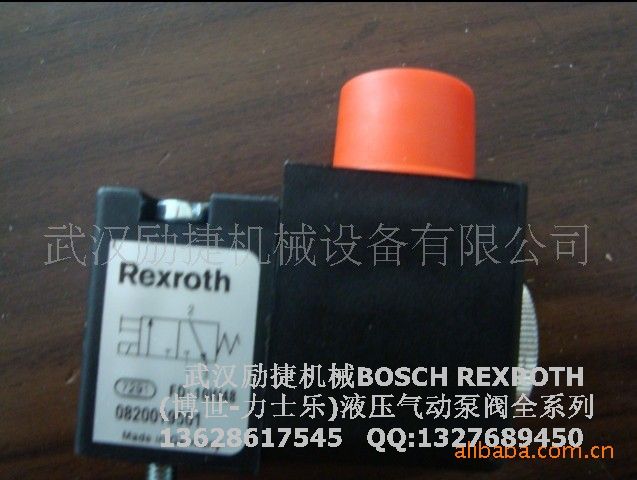 武汉励捷机械设备有限公司
Rexroth
2
武汉励捷机械BOSCH REXROTH
7291
(博世-力士乐)液压气动泵阀全系列
Made
13628617545 QQ:1327689450
alibaba.com.cn